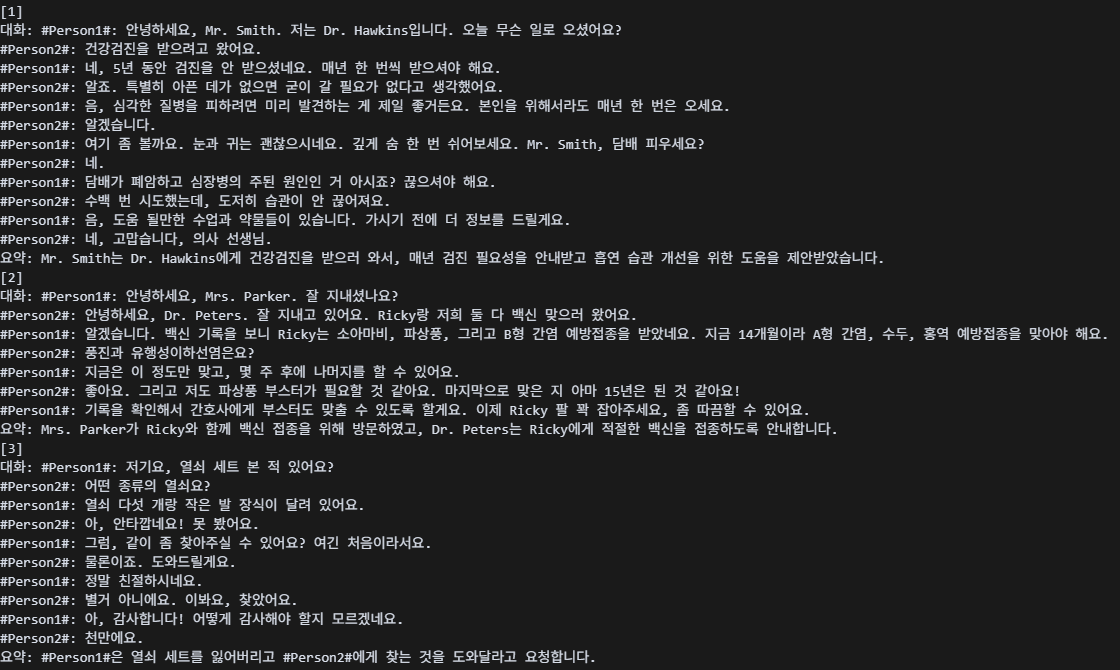 [1]
대화: #Person1#: 안녕하세요, Mr. Smith. 저는 Dr. Hawkins입니다. 오늘 무슨 일로 오셨어요?
#Person2#: 건강검진을 받으려고 왔어요.
#Person1#: 네, 5년 동안 검진을 안 받으셨네요. 매년 한 번씩 받으셔야 해요.
#Person2#: 알죠. 특별히 아픈 데가 없으면 굳이 갈 필요가 없다고 생각했어요.
#Person1#: 음, 심각한 질병을 피하려면 미리 발견하는 게 제일 좋거든요. 본인을 위해서라도 매년 한 번은 오세요.
#Person2#: 알겠습니다.
#Person1#: 여기 좀 볼까요. 눈과 귀는 괜찮으시네요. 깊게 숨 한 번 쉬어보세요. Mr. Smith, 담배 피우세요?
#Person2#: 네.
#Person1#: 담배가 폐암하고 심장병의 주된 원인인 거 아시죠? 끊으셔야 해요.
#Person2#: 수백 번 시도했는데, 도저히 습관이 안 끊어져요.
#Person1#: 음, 도움 될만한 수업과 약물들이 있습니다. 가시기 전에 더 정보를 드릴게요.
#Person2#: 네, 고맙습니다, 의사 선생님.
요약: Mr. Smith는 Dr. Hawkins에게 건강검진을 받으러 와서, 매년 검진 필요성을 안내받고 흡연 습관 개선을 위한 도움을 제안받았습니다.
[2]
대화: #Person1#: 안녕하세요, Mrs. Parker. 잘 지내셨나요?
#Person2#: 안녕하세요, Dr. Peters. 잘 지내고 있어요. Ricky랑 저희 둘 다 백신 맞으러 왔어요.
#Person1#: 알겠습니다. 백신 기록을 보니 Ricky는 소아마비, 파상풍, 그리고 B형 간염 예방접종을 받았네요. 지금 14개월이라 A형 간염, 수두, 홍역 예방접종을 맞아야 해요.
#Person2#: 풍진과 유행성이하선염은요?
#Person1#: 지금은 이 정도만 맞고, 몇 주 후에 나머지를 할 수 있어요.
#Person2#: 좋아요. 그리고 저도 파상풍 부스터가 필요할 것 같아요. 마지막으로 맞은 지 아마 15년은 된 것 같아요!
#Person1#: 기록을 확인해서 간호사에게 부스터도 맞출 수 있도록 할게요. 이제 Ricky 팔 꽉 잡아주세요, 좀 따끔할 수 있어요.
요약: Mrs. Parker가 Ricky와 함께 백신 접종을 위해 방문하였고, Dr. Peters는 Ricky에게 적절한 백신을 접종하도록 안내합니다.
[3]
대화: #Person1#: 저기요, 열쇠 세트 본 적 있어요?
#Person2#: 어떤 종류의 열쇠요?
#Person1#: 열쇠 다섯 개랑 작은 발 장식이 달려 있어요.
#Person2#: 아, 안타깝네요! 못 봤어요.
#Person1#: 그럼, 같이 좀 찾아주실 수 있어요? 여긴 처음이라서요.
#Person2#: 물론이죠. 도와드릴게요.
#Person1#: 정말 친절하시네요.
#Person2#: 별거 아니에요. 이봐요, 찾았어요.
#Person1#: 아, 감사합니다! 어떻게 감사해야 할지 모르겠네요.
#Person2#: 천만에요.
요약: #Person1#은 열쇠 세트를 잃어버리고 #Person2#에게 찾는 것을 도와달라고 요청합니다.